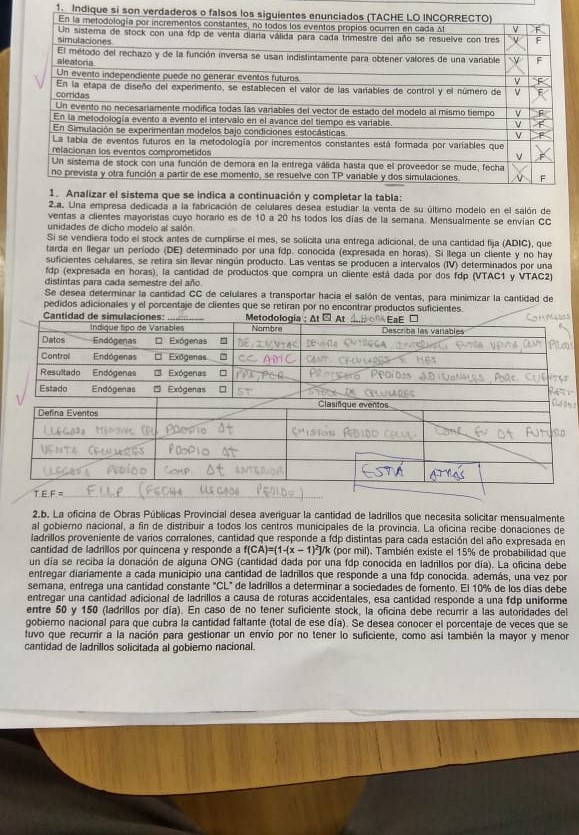 1. Indique si son verdaderos o falsos los siguientes enunciados (TACHE LO INCORRECTO)
En la metodología por incrementos constantes, no todos los eventos propios ocurren en cada Δt V F
Un sistema de stock con una fdp de venta diaria válida para cada trimestre del año se resuelve con tres
simulaciones. V F
El método del rechazo y de la función inversa se usan indistintamente para obtener valores de una variable
aleatoria. V F
Un evento independiente puede no generar eventos futuros. V F
En la etapa de diseño del experimento, se establecen el valor de las variables de control y el número de
corridas V F
Un evento no necesariamente modifica todas las variables del vector de estado del modelo al mismo tiempo V F
En la metodología evento a evento el intervalo en el avance del tiempo es variable. V F
En Simulación se experimentan modelos bajo condiciones estocásticas. V F
La tabla de eventos futuros en la metodología por incrementos constantes está formada por variables que
relacionan los eventos comprometidos V F
Un sistema de stock con una función de demora en la entrega válida hasta que el proveedor se mude, fecha
no prevista y otra función a partir de ese momento, se resuelve con TP variable y dos simulaciones. V F
1. Analizar el sistema que se indica a continuación y completar la tabla:
2.a. Una empresa dedicada a la fabricación de celulares desea estudiar la venta de su último modelo en el salón de
ventas a clientes mayoristas cuyo horario es de 10 a 20 hs todos los días de la semana. Mensualmente se envían CC
unidades de dicho modelo al salón.
Si se vendiera todo el stock antes de cumplirse el mes, se solicita una entrega adicional, de una cantidad fija (ADIC), que
tarda en llegar un período (DE) determinado por una fdp. conocida (expresada en horas). Si llega un cliente y no hay
suficientes celulares, se retira sin llevar ningún producto. Las ventas se producen a intervalos (IV) determinados por una
fdp (expresada en horas), la cantidad de productos que compra un cliente está dada por dos fdp (VTAC1 y VTAC2)
distintas para cada semestre del año.
Se desea determinar la cantidad CC de celulares a transportar hacia el salón de ventas, para minimizar la cantidad de
pedidos adicionales y el porcentaje de clientes que se retiran por no encontrar productos suficientes.
Cantidad de simulaciones: Metodología : Δt At EaE
Indique tipo de Variables Nombre Describa las variables
Datos Endógenas Exógenas DE, IV, VTAC
Control Endógenas Exógenas CC ADIC CANT. CELULARES X MES
Resultado Endógenas Exógenas PEDIDOS ADICIONALES, PORC. CLIENTES
Estado Endógenas Exógenas ST STOCK DE CELULARES
Clasifique eventos
Defina Eventos
LLEGADA MENSUAL CEL PROPIO Δt EMISIÓN PEDIDO CELUL. COMP. EN Δt FUTURO
VENTA CELULARES PROPIO Δt
LLEGADA PEDIDO COMP. Δt ANTERIOR ESTÁ ATRÁS
T.E.F = FLLP (FECHA LLEGADA PEDIDO)
2.b. La oficina de Obras Públicas Provincial desea averiguar la cantidad de ladrillos que necesita solicitar mensualmente
al gobierno nacional, a fin de distribuir a todos los centros municipales de la provincia. La oficina recibe donaciones de
ladrillos proveniente de varios corralones, cantidad que responde a fdp distintas para cada estación del año expresada en
cantidad de ladrillos por quincena y responde a f(CA)=(1-(x – 1)²]/k (por mil). También existe el 15% de probabilidad que
un día se reciba la donación de alguna ONG (cantidad dada por una fdp conocida en ladrillos por día). La oficina debe
entregar diariamente a cada municipio una cantidad de ladrillos que responde a una fdp conocida. además, una vez por
semana, entrega una cantidad constante "CL" de ladrillos a determinar a sociedades de fomento. El 10% de los días debe
entregar una cantidad adicional de ladrillos a causa de roturas accidentales, esa cantidad responde a una fdp uniforme
entre 50 y 150 (ladrillos por día). En caso de no tener suficiente stock, la oficina debe recurrir a las autoridades del
gobierno nacional para que cubra la cantidad faltante (total de ese día). Se desea conocer el porcentaje de veces que se
tuvo que recurrir a la nación para gestionar un envío por no tener lo suficiente, como así también la mayor y menor
cantidad de ladrillos solicitada al gobierno nacional.